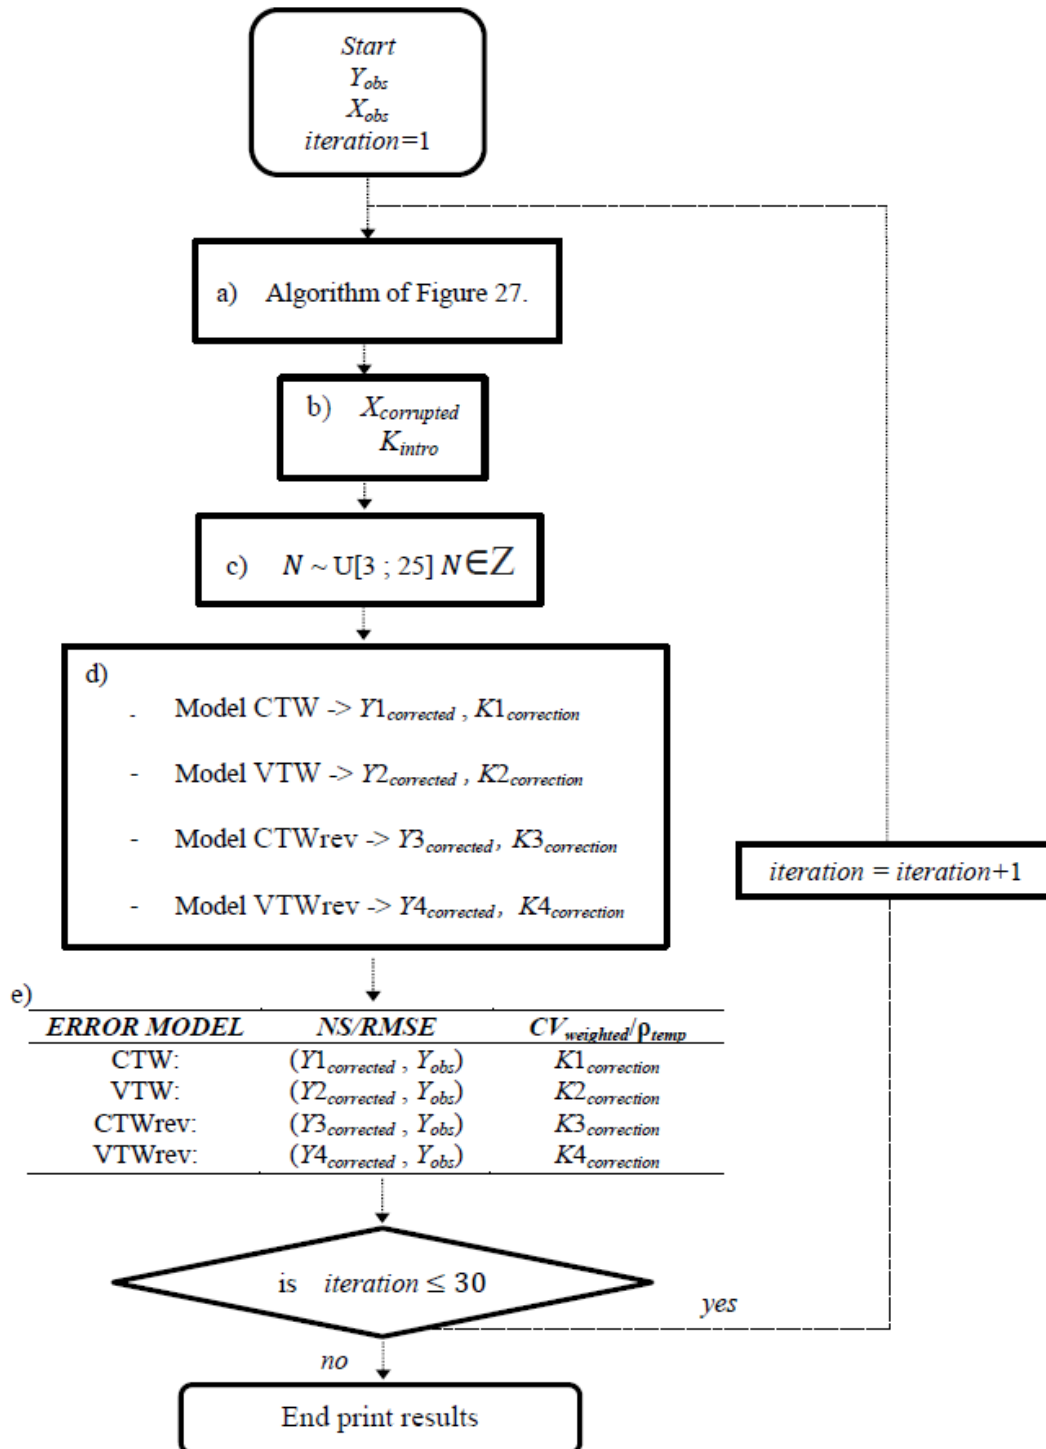 Start
Yobs
Xobs
iteration=1
a) Algorithm of Figure 27.
b) Xcorrupted
Kintro
c) N ~ U[3 ; 25] N∈Z
d)
- Model CTW -> Y1corrected , K1correction
- Model VTW -> Y2corrected , K2correction
- Model CTWrev -> Y3corrected, K3correction
- Model VTWrev -> Y4corrected, K4correction
iteration = iteration+1
e)
ERROR MODEL NS/RMSE CVweighted/ρtemp
CTW: (Y1corrected , Yobs) K1correction
VTW: (Y2corrected , Yobs) K2correction
CTWrev: (Y3corrected , Yobs) K3correction
VTWrev: (Y4corrected , Yobs) K4correction
is iteration ≤ 30
yes
no
End print results